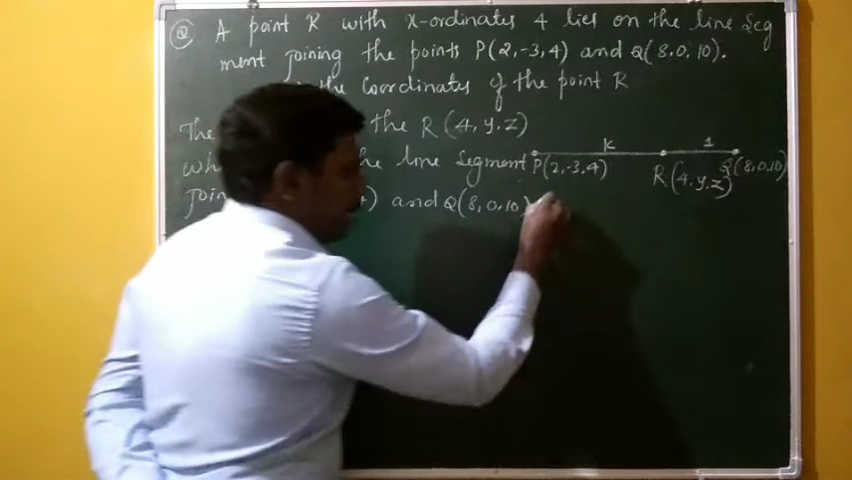 Q A point R with x-ordinates 4 lies on the line Seg
ment joining the points P(2,-3,4) and Q(8,0,10).
the Coordinates of the point R
The the R(4,y,z)
line Segment
and Q(8,0,10)
K 1
P(2,-3,4) R(4,y,z) Q(8,0,10)